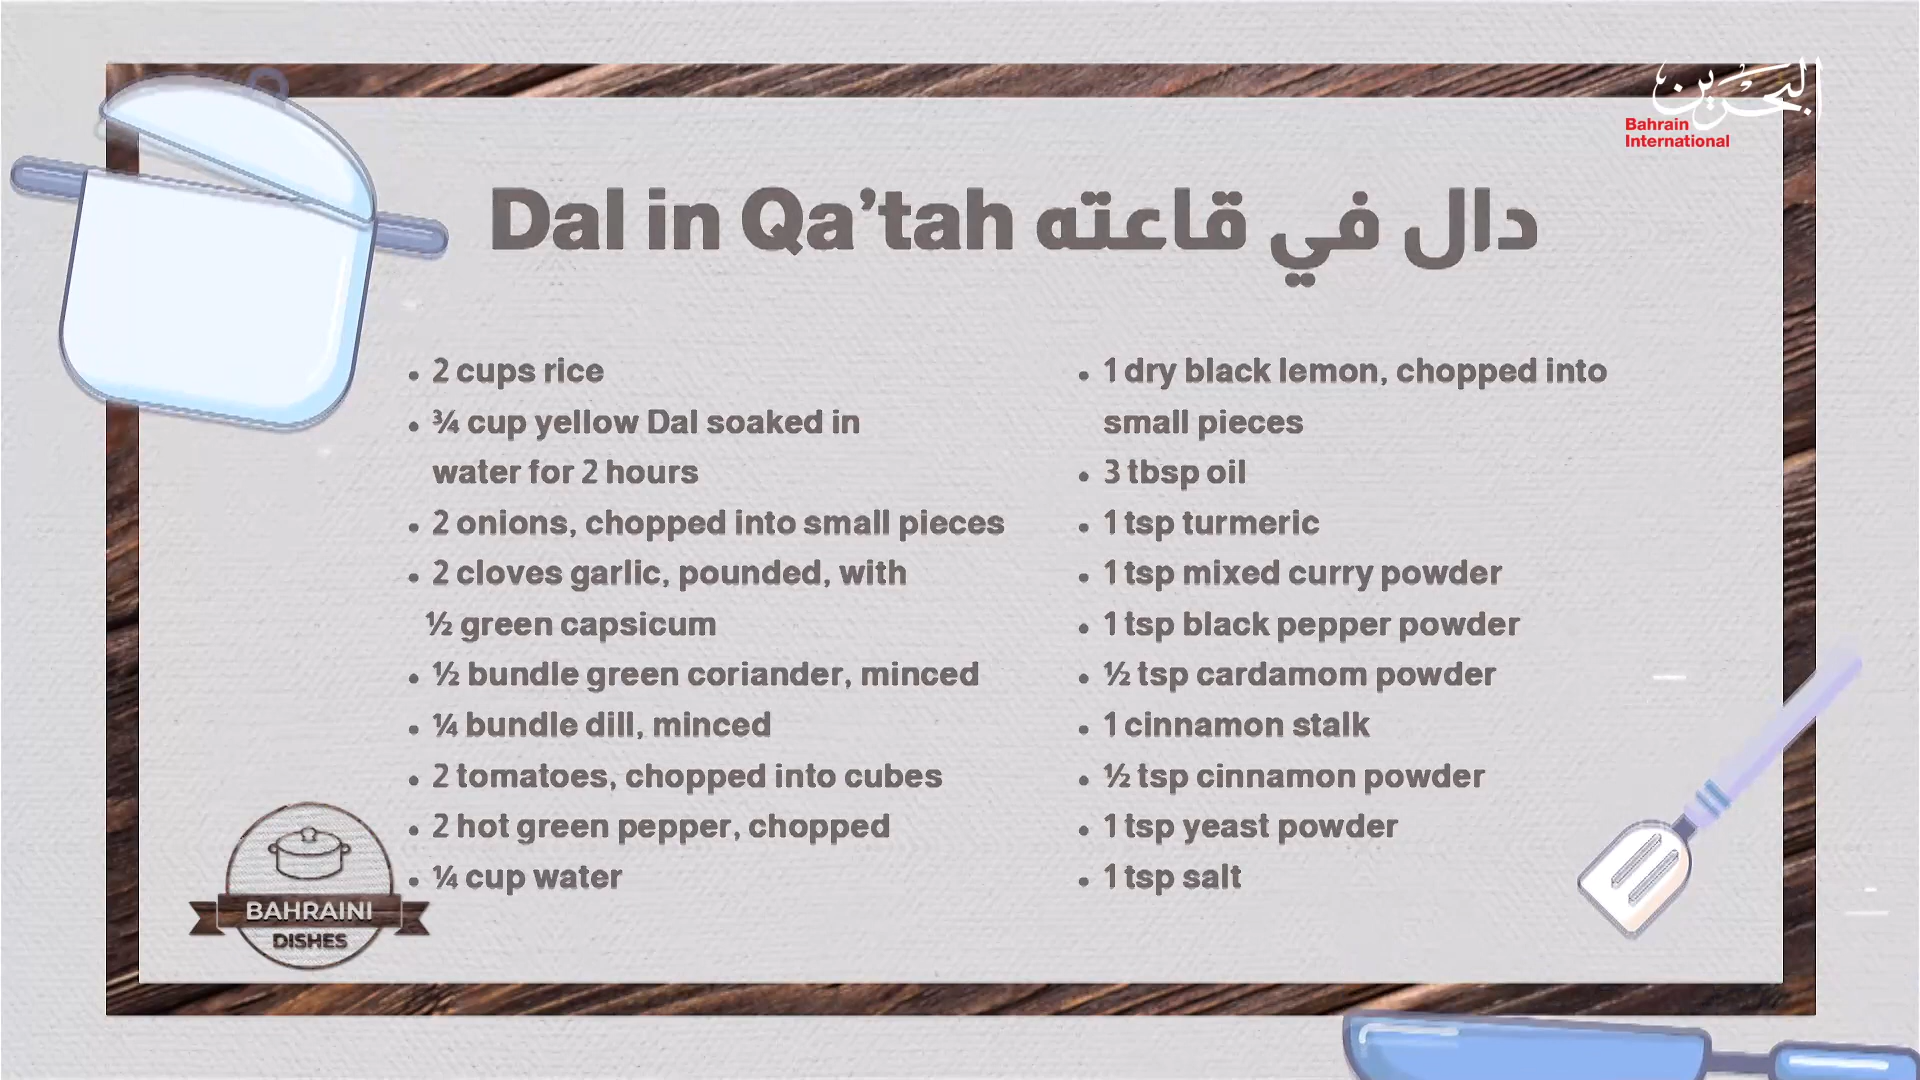 البحرين
Bahrain
International
Dal in Qa’tah دال في قاعته
• 2 cups rice
• ¾ cup yellow Dal soaked in
water for 2 hours
• 2 onions, chopped into small pieces
• 2 cloves garlic, pounded, with
½ green capsicum
• ½ bundle green coriander, minced
• ¼ bundle dill, minced
• 2 tomatoes, chopped into cubes
• 2 hot green pepper, chopped
• ¼ cup water
• 1 dry black lemon, chopped into
small pieces
• 3 tbsp oil
• 1 tsp turmeric
• 1 tsp mixed curry powder
• 1 tsp black pepper powder
• ½ tsp cardamom powder
• 1 cinnamon stalk
• ½ tsp cinnamon powder
• 1 tsp yeast powder
• 1 tsp salt
BAHRAINI
DISHES